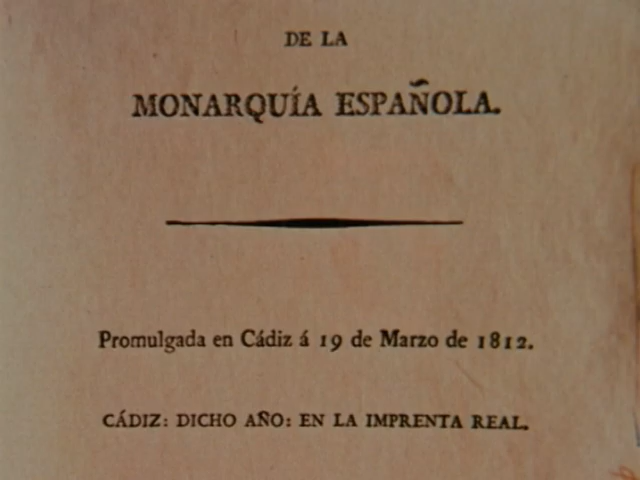 DE LA
MONARQUÍA ESPAÑOLA.
Promulgada en Cádiz á 19 de Marzo de 1812.
CÁDIZ: DICHO AÑO: EN LA IMPRENTA REAL.